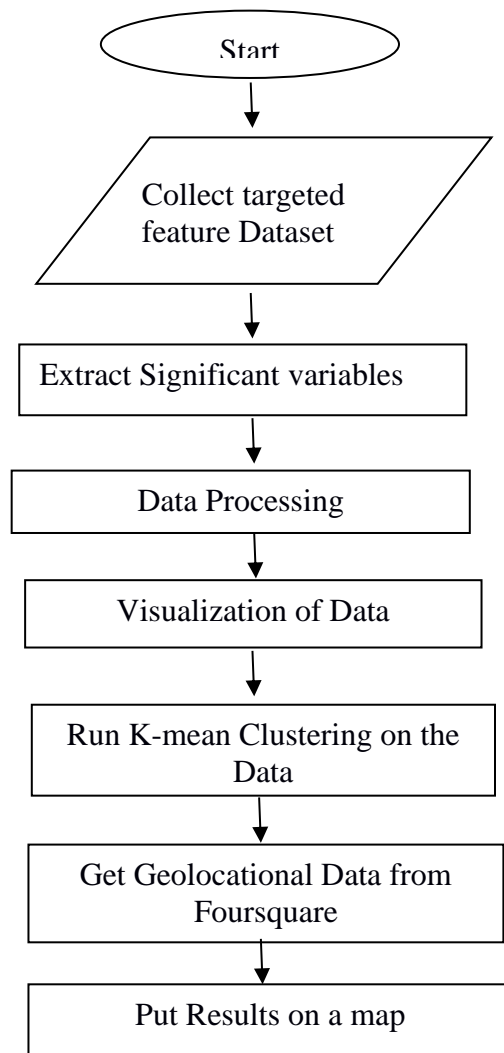 Start
Collect targeted
feature Dataset
Extract Significant variables
Data Processing
Visualization of Data
Run K-mean Clustering on the
Data
Get Geolocational Data from
Foursquare
Put Results on a map